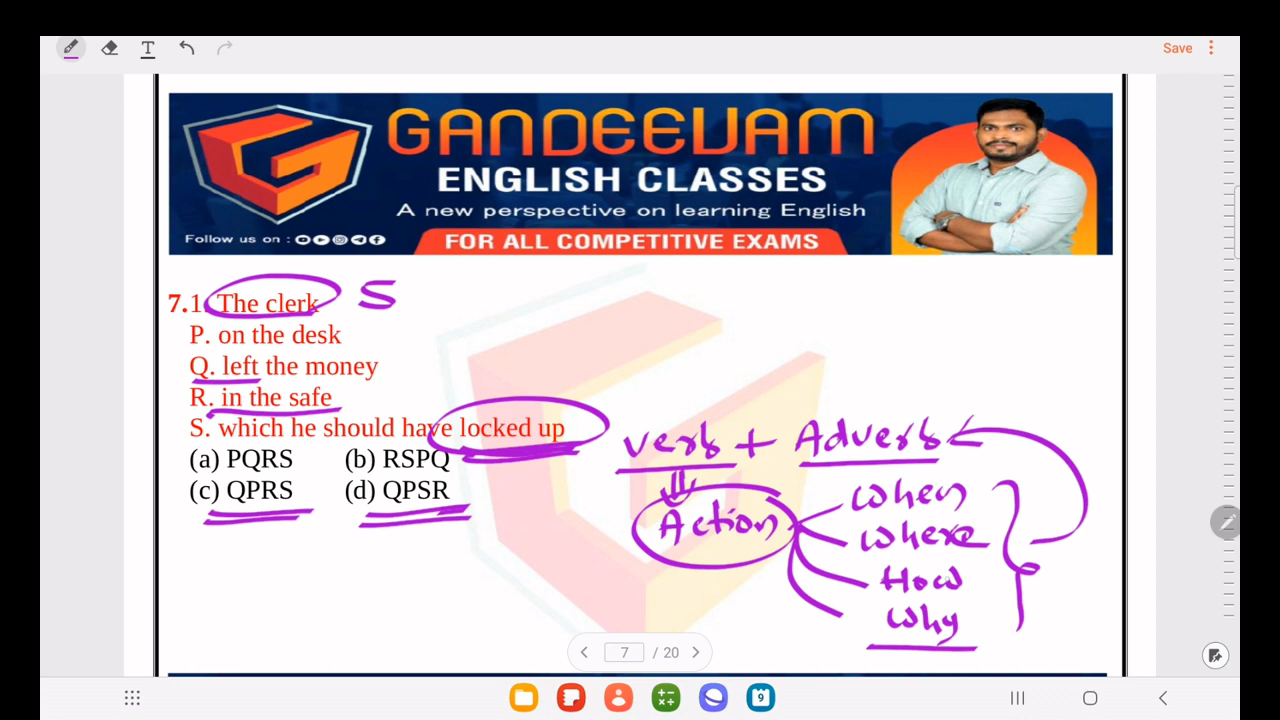 Save
GANDEEVAM
ENGLISH CLASSES
A new perspective on learning English
Follow us on :
FOR ALL COMPETITIVE EXAMS
7.1. The clerk S
P. on the desk
Q. left the money
R. in the safe
S. which he should have locked up
(a) PQRS (b) RSPQ
(c) QPRS (d) QPSR
verb + Adverb
Action
When
Where
How
Why
7 / 20
9